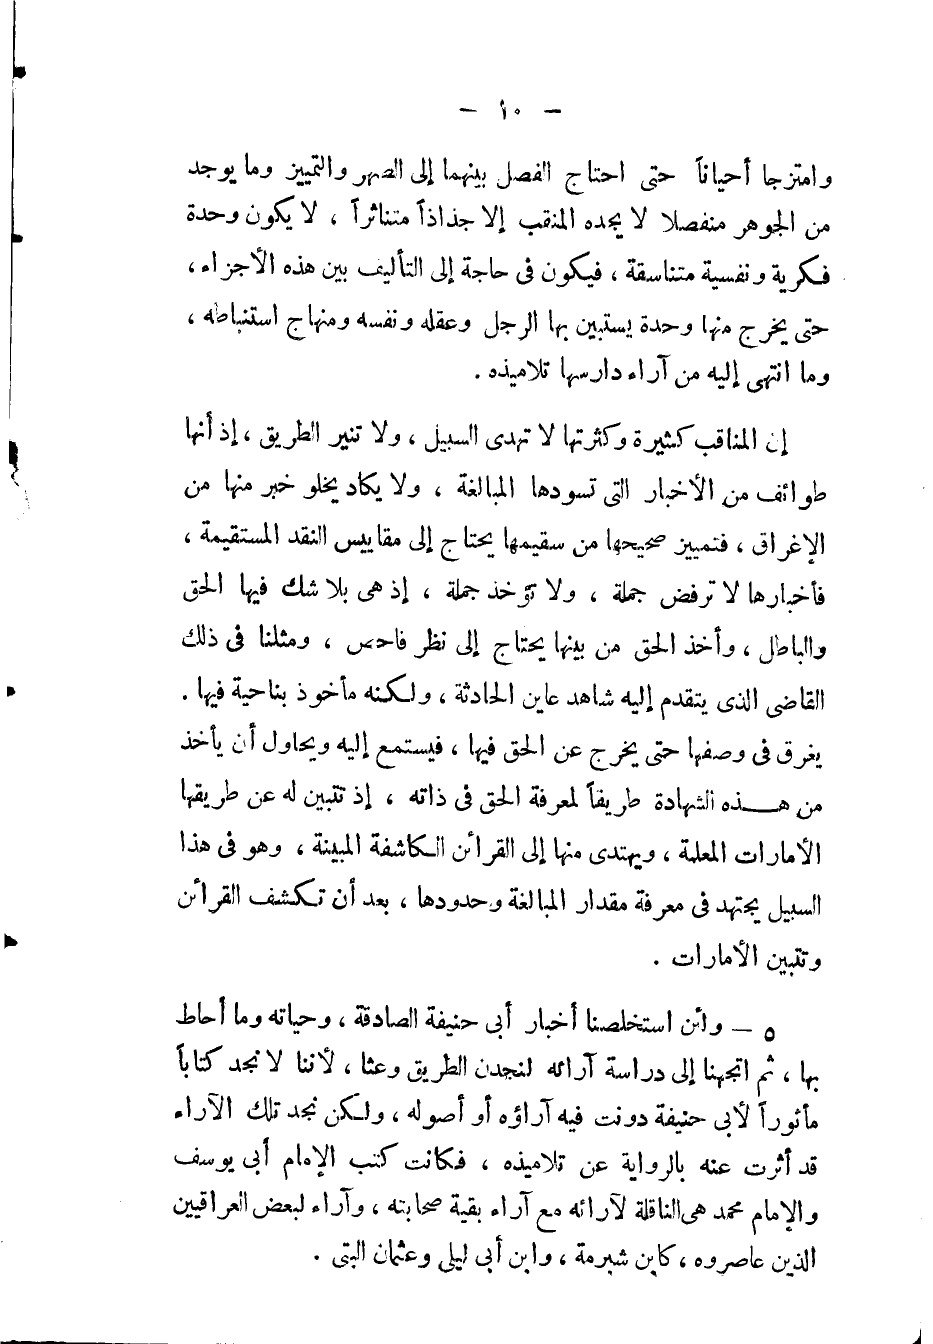 — ١٠ —
وامتزجا أحياناً حتى احتاج الفصل بينهما إلى الصهر والتمييز وما يوجد
من الجوهر منفصلا لا يجده المنقب إلا جذاذاً متناثراً ، لا يكون وحدة
فكرية ونفسية متناسقة ، فيكون فى حاجة إلى التأليف بين هذه الأجزاء ،
حتى يخرج منها وحدة يستبين بها الرجل وعقله ونفسه ومنهاج استنباطه ،
وما انتهى إليه من آراء دارسها تلاميذه .
إن المناقب كثيرة وكثرتها لا تهدى السبيل ، ولا تنير الطريق ، إذ أنها
طوائف من الأخبار التى تسودها المبالغة ، ولا يكاد يخلو خبر منها من
الإغراق ، فتمييز صحيحها من سقيمها يحتاج إلى مقاييس النقد المستقيمة ،
فأخبارها لا ترفض جملة ، ولا تؤخذ جملة ، إذ هى بلا شك فيها الحق
والباطل ، وأخذ الحق من بينها يحتاج إلى نظر فاحص ، ومثلنا فى ذلك
القاضى الذى يتقدم إليه شاهد عاين الحادثة ، ولكنه مأخوذ بناحية فيها .
يغرق فى وصفها حتى يخرج عن الحق فيها ، فيستمع إليه ويحاول أن يأخذ
من هـــذه الشهادة طريقاً لمعرفة الحق فى ذاته ، إذ تتبين له عن طريقها
الأمارات المعلمة ، ويهتدى منها إلى القرائن الكاشفة المبينة ، وهو فى هذا
السبيل يجتهد فى معرفة مقدار المبالغة وحدودها ، بعد أن تكشف القرائن
وتتبين الأمارات .
٥ — ولئن استخلصنا أخبار أبى حنيفة الصادقة ، وحياته وما أحاط
بها ، ثم اتجهنا إلى دراسة آرائه لنجدن الطريق وعثا ، لأننا لا نجد كتاباً
مأثوراً لأبى حنيفة دونت فيه آراؤه أو أصوله ، ولكن نجد تلك الآراء
قد أثرت عنه بالرواية عن تلاميذه ، فكانت كتب الإمام أبى يوسف
والإمام محمد هى الناقلة لآرائه مع آراء بقية صحابته ، وآراء لبعض العراقيين
الذين عاصروه ، كابن شبرمة ، وابن أبى ليلى وعثمان البتى .